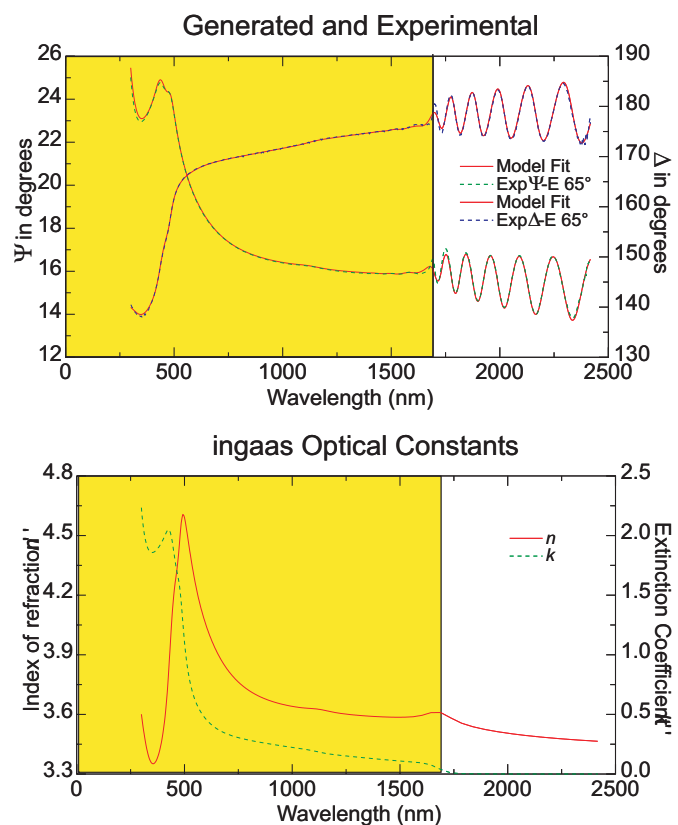 Generated and Experimental
26
24
22
20
18
16
14
12
190
180
170
160
150
140
130
Ψ in degrees
Δ in degrees
Model Fit
ExpΨ-E 65°
Model Fit
ExpΔ-E 65°
0
500
1000
1500
2000
2500
Wavelength (nm)
ingaas Optical Constants
4.8
4.5
4.2
3.9
3.6
3.3
2.5
2.0
1.5
1.0
0.5
0.0
Index of refraction 'n'
Extinction Coefficient 'k'
n
k
0
500
1000
1500
2000
2500
Wavelength (nm)